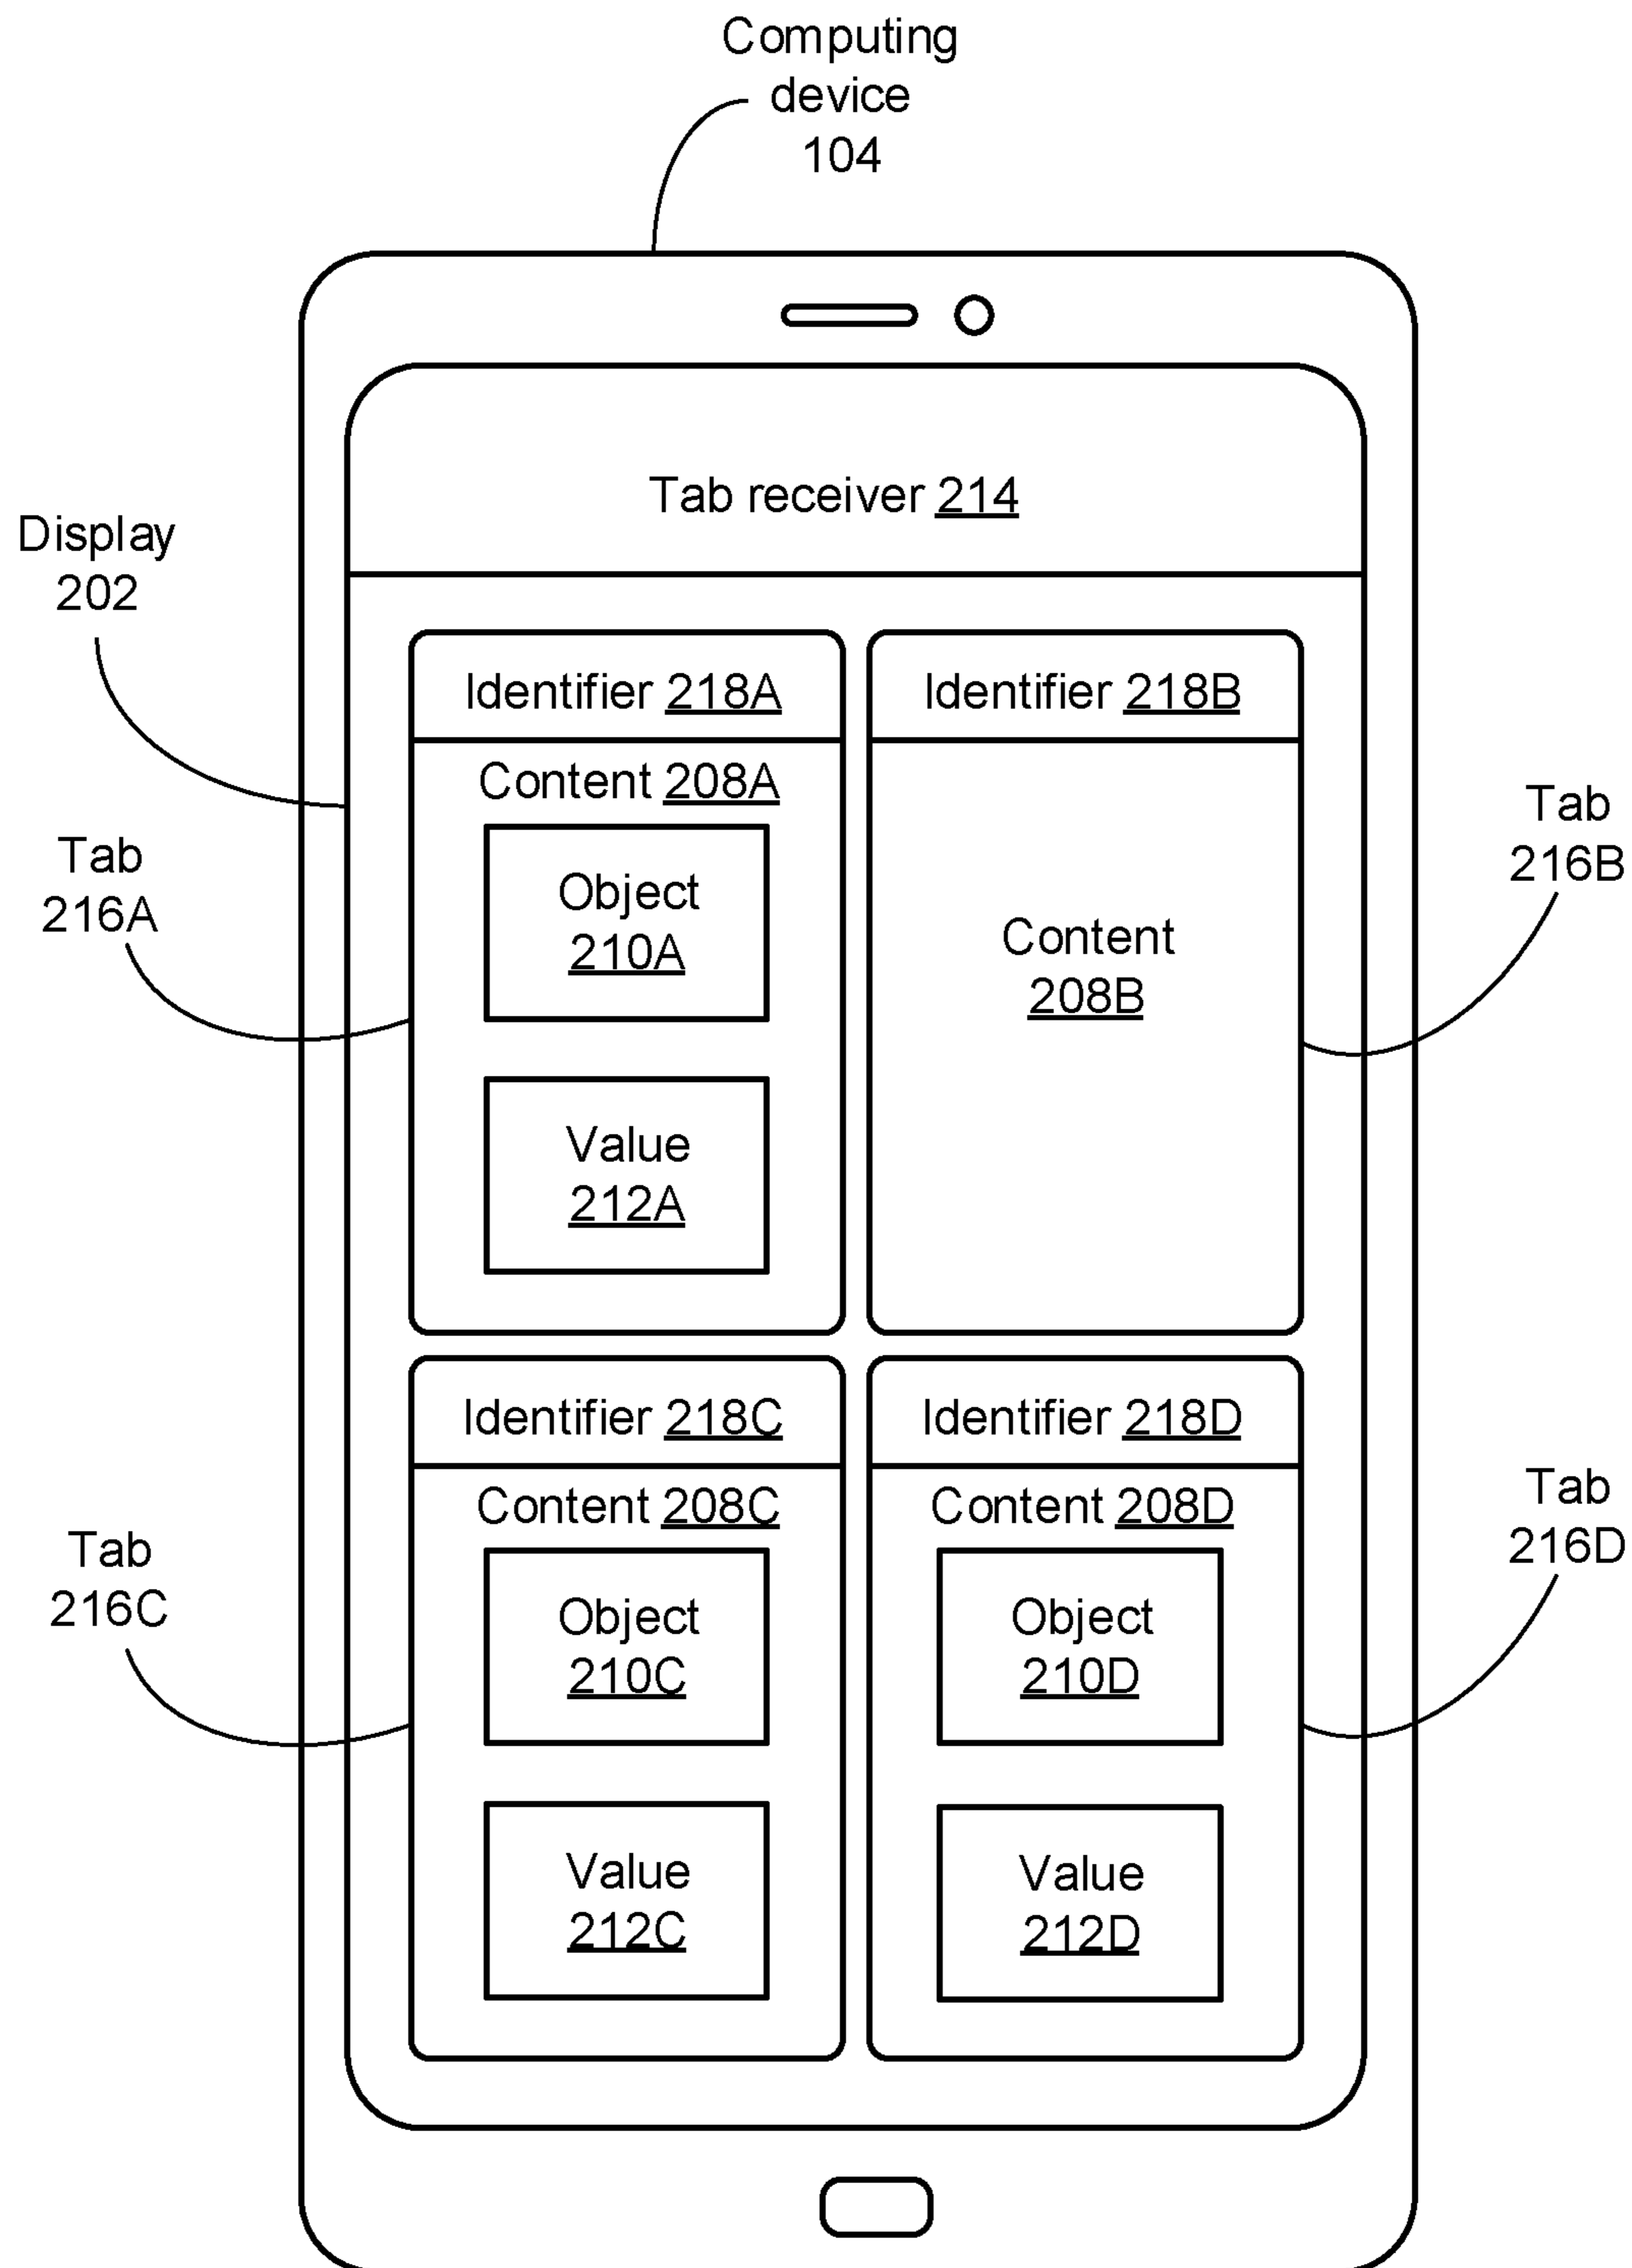 Computing
device
104
Tab receiver 214
Display
202
Identifier 218A
Identifier 218B
Content 208A
Tab
216A
Object
210A
Content
208B
Tab
216B
Value
212A
Identifier 218C
Identifier 218D
Content 208C
Content 208D
Tab
216C
Object
210C
Object
210D
Tab
216D
Value
212C
Value
212D